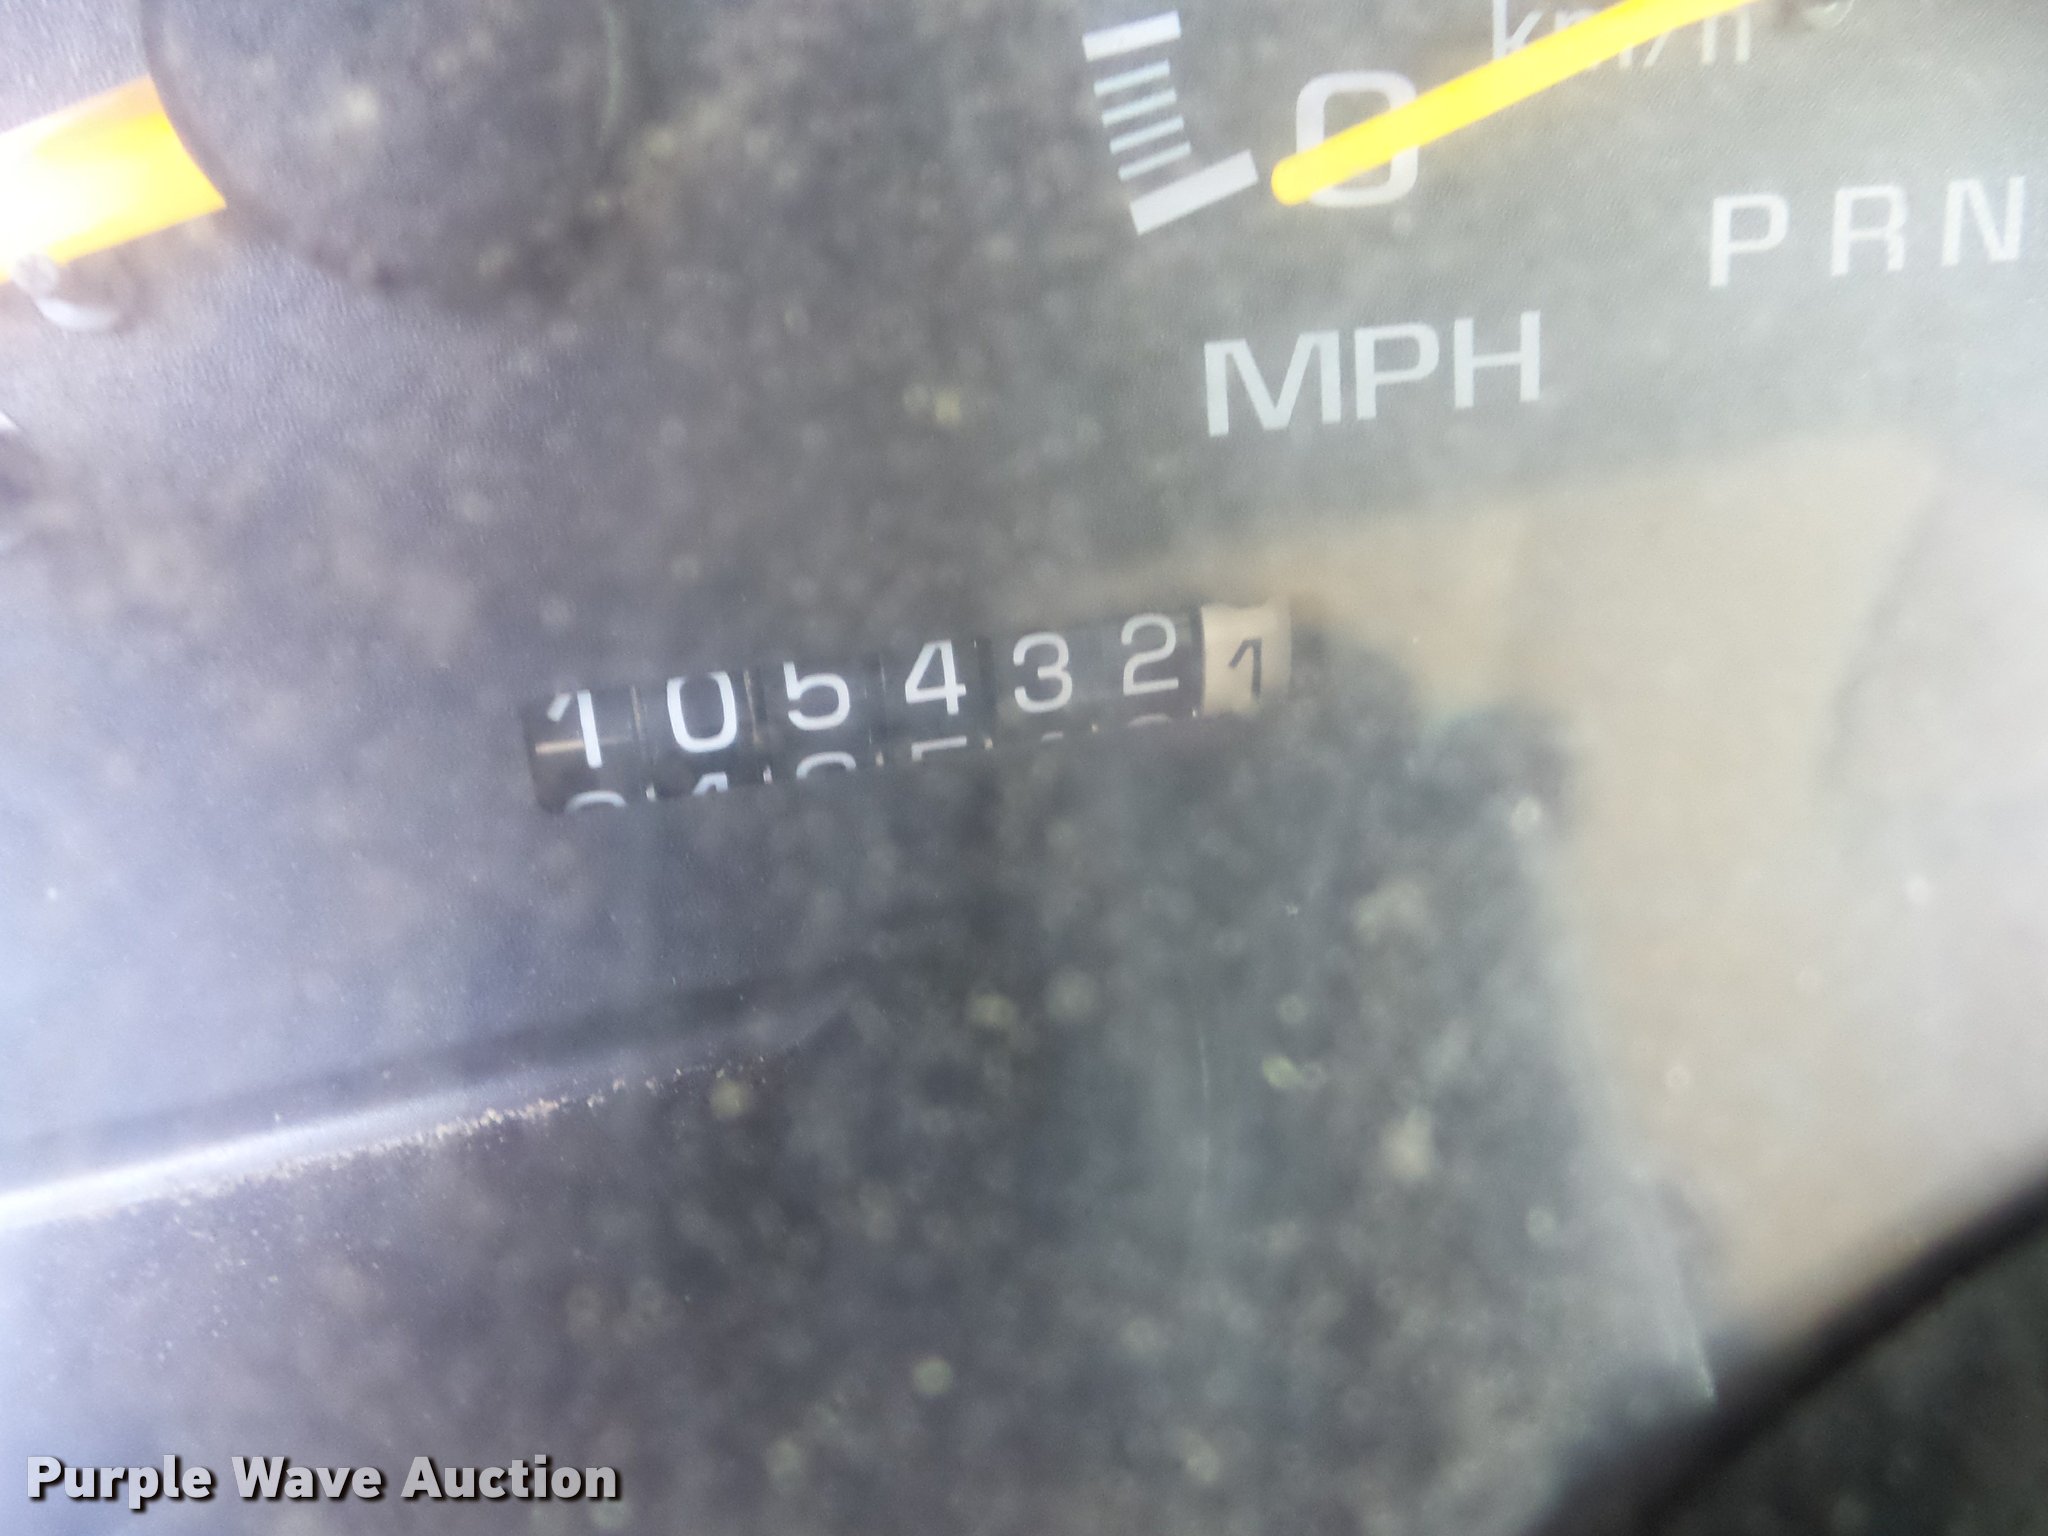 km/h
0
P R N
MPH
105432 1
Purple Wave Auction